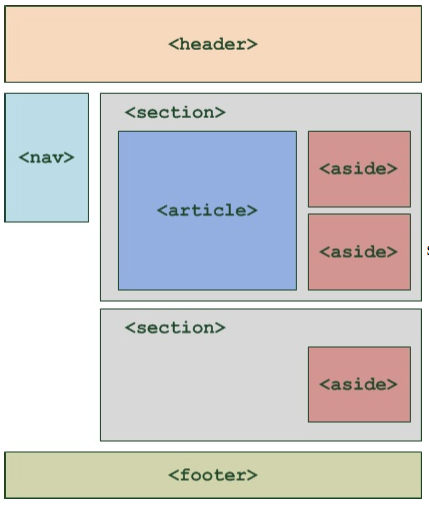 <header>
<nav>
<section>
<article>
<aside>
<aside>
<section>
<aside>
<footer>